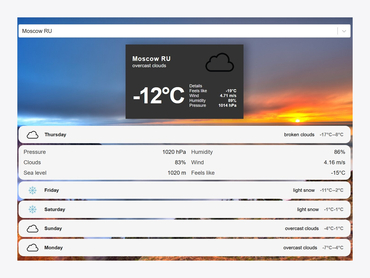 Moscow RU
Moscow RU
overcast clouds
-12°C
Details
Feels like -19°C
Wind 4.71 m/s
Humidity 89%
Pressure 1014 hPa
Thursday broken clouds -17°C–8°C
Pressure 1020 hPa Humidity 86%
Clouds 83% Wind 4.16 m/s
Sea level 1020 m Feels like -15°C
Friday light snow -11°C–2°C
Saturday light snow -1°C–1°C
Sunday overcast clouds -4°C–1°C
Monday overcast clouds -7°C–4°C